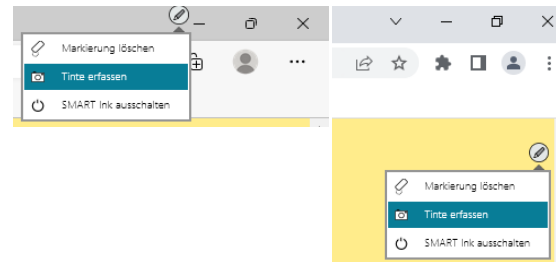 Markierung löschen
Tinte erfassen
SMART Ink ausschalten
Markierung löschen
Tinte erfassen
SMART Ink ausschalten